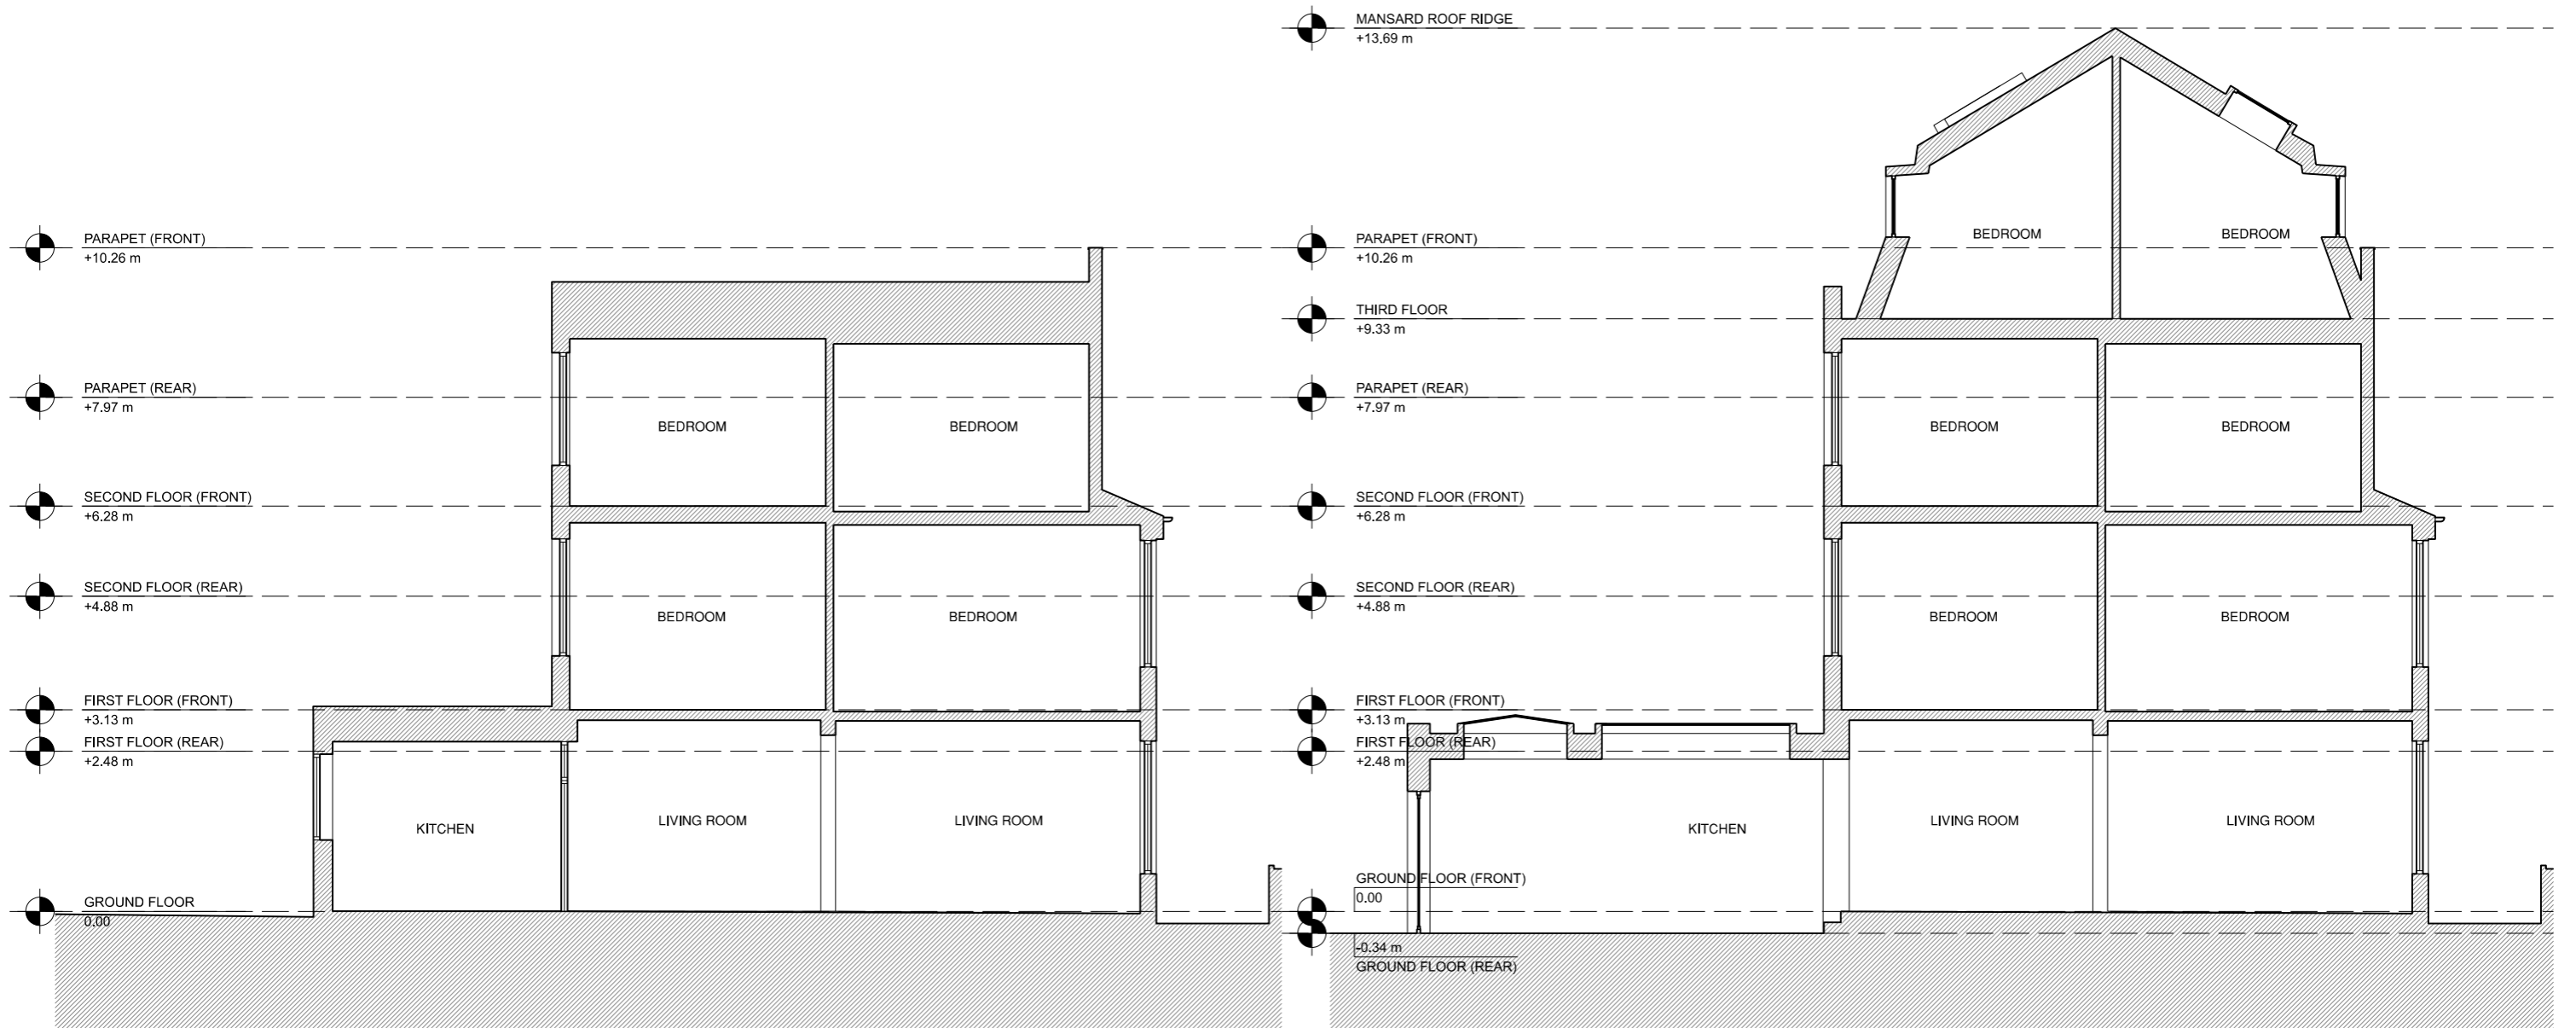 MANSARD ROOF RIDGE
+13.69 m
PARAPET (FRONT)
+10.26 m
PARAPET (REAR)
+7.97 m
BEDROOM
BEDROOM
SECOND FLOOR (FRONT)
+6.28 m
SECOND FLOOR (REAR)
+4.88 m
BEDROOM
BEDROOM
FIRST FLOOR (FRONT)
+3.13 m
FIRST FLOOR (REAR)
+2.48 m
KITCHEN
LIVING ROOM
LIVING ROOM
GROUND FLOOR
0.00
BEDROOM
BEDROOM
PARAPET (FRONT)
+10.26 m
THIRD FLOOR
+9.33 m
PARAPET (REAR)
+7.97 m
BEDROOM
BEDROOM
SECOND FLOOR (FRONT)
+6.28 m
SECOND FLOOR (REAR)
+4.88 m
BEDROOM
BEDROOM
FIRST FLOOR (FRONT)
+3.13 m
FIRST FLOOR (REAR)
+2.48 m
KITCHEN
LIVING ROOM
LIVING ROOM
GROUND FLOOR (FRONT)
0.00
-0.34 m
GROUND FLOOR (REAR)